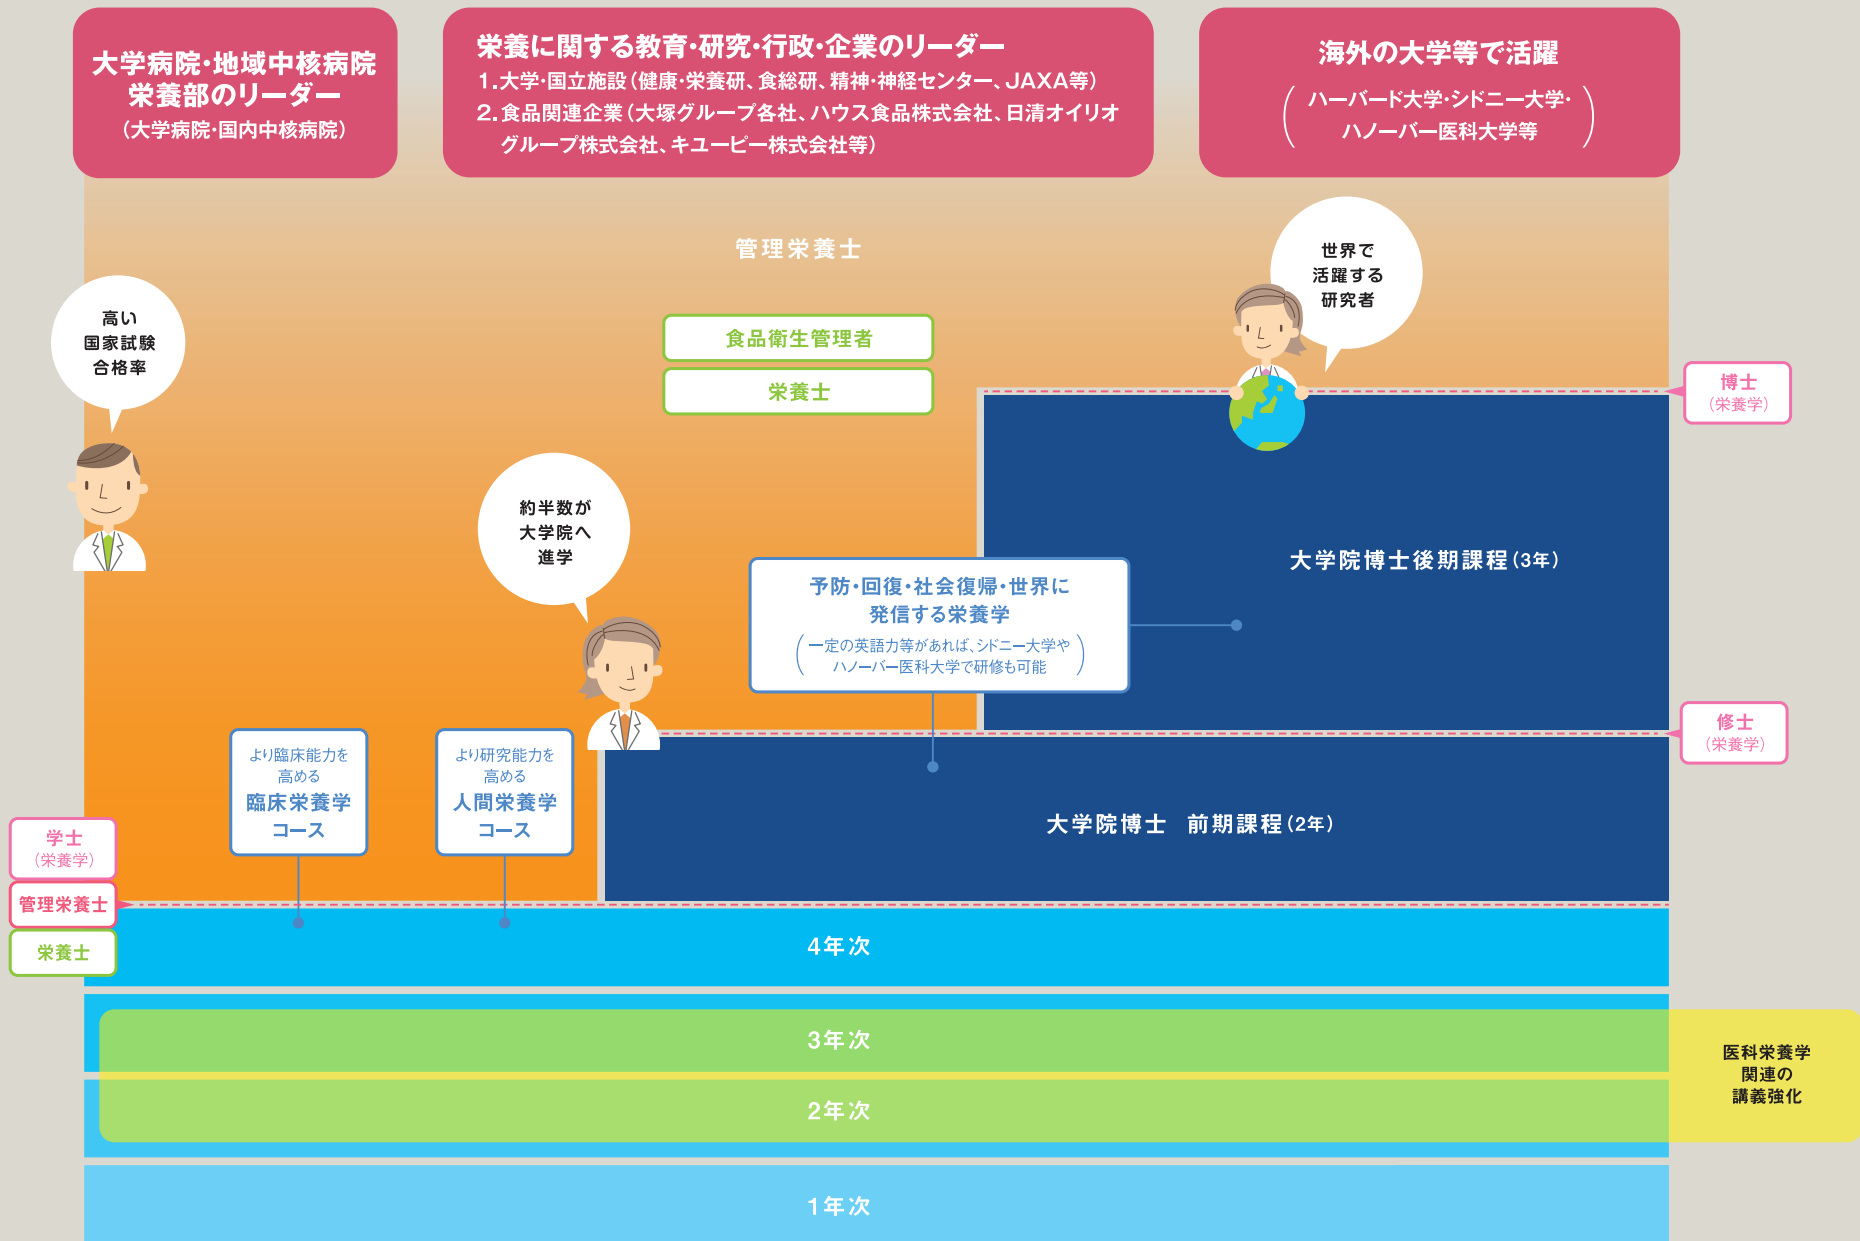 大学病院・地域中核病院
栄養部のリーダー
（大学病院・国内中核病院）
栄養に関する教育・研究・行政・企業のリーダー
1.大学・国立施設（健康・栄養研、食総研、精神・神経センター、JAXA等）
2.食品関連企業（大塚グループ各社、ハウス食品株式会社、日清オイリオ
グループ株式会社、キユーピー株式会社等）
海外の大学等で活躍
（ハーバード大学・シドニー大学・
ハノーバー医科大学等）
管理栄養士
世界で
活躍する
研究者
高い
国家試験
合格率
食品衛生管理者
栄養士
博士
（栄養学）
約半数が
大学院へ
進学
大学院博士後期課程（3年）
予防・回復・社会復帰・世界に
発信する栄養学
（一定の英語力等があれば、シドニー大学や
ハノーバー医科大学で研修も可能）
修士
（栄養学）
より臨床能力を
高める
臨床栄養学
コース
より研究能力を
高める
人間栄養学
コース
大学院博士　前期課程（2年）
学士
（栄養学）
管理栄養士
栄養士
4年次
3年次
2年次
医科栄養学
関連の
講義強化
1年次